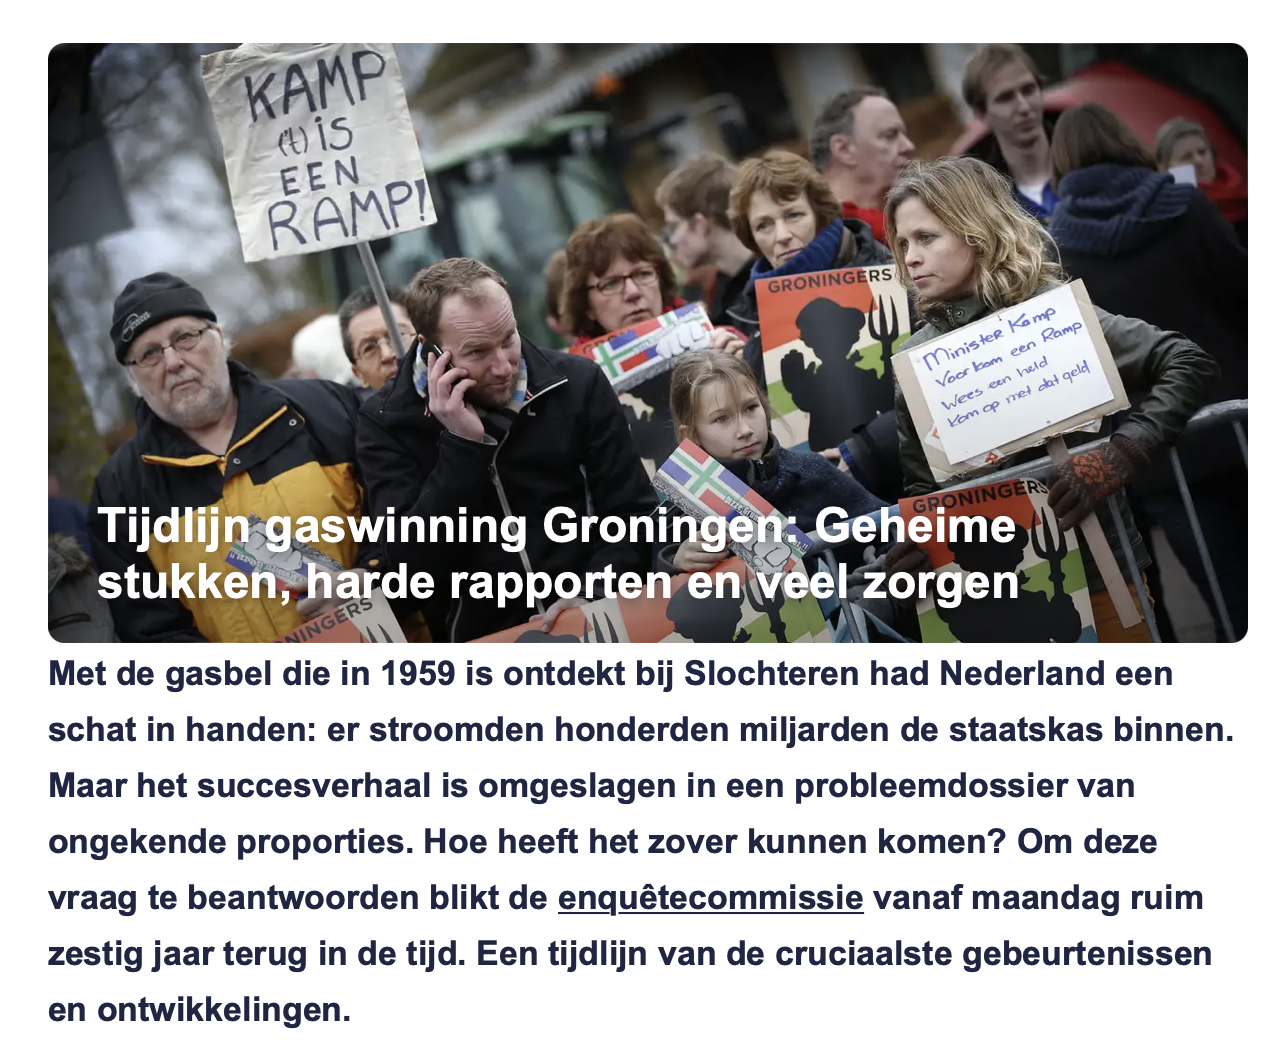 KAMP
('t) is
EEN
RAMP!
GRONINGERS
Minister Kamp
Voorkom een Ramp
Wees een held
kom op met dat geld
GRONINGERS
NINGERS
Tijdlijn gaswinning Groningen: Geheime
stukken, harde rapporten en veel zorgen
Met de gasbel die in 1959 is ontdekt bij Slochteren had Nederland een
schat in handen: er stroomden honderden miljarden de staatskas binnen.
Maar het succesverhaal is omgeslagen in een probleemdossier van
ongekende proporties. Hoe heeft het zover kunnen komen? Om deze
vraag te beantwoorden blikt de enquêtecommissie vanaf maandag ruim
zestig jaar terug in de tijd. Een tijdlijn van de cruciaalste gebeurtenissen
en ontwikkelingen.